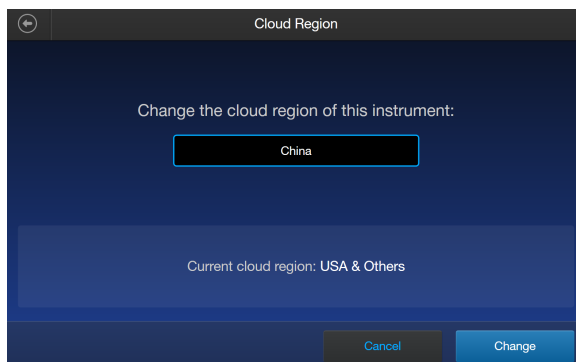 Cloud Region
Change the cloud region of this instrument:
China
Current cloud region: USA & Others
Cancel
Change